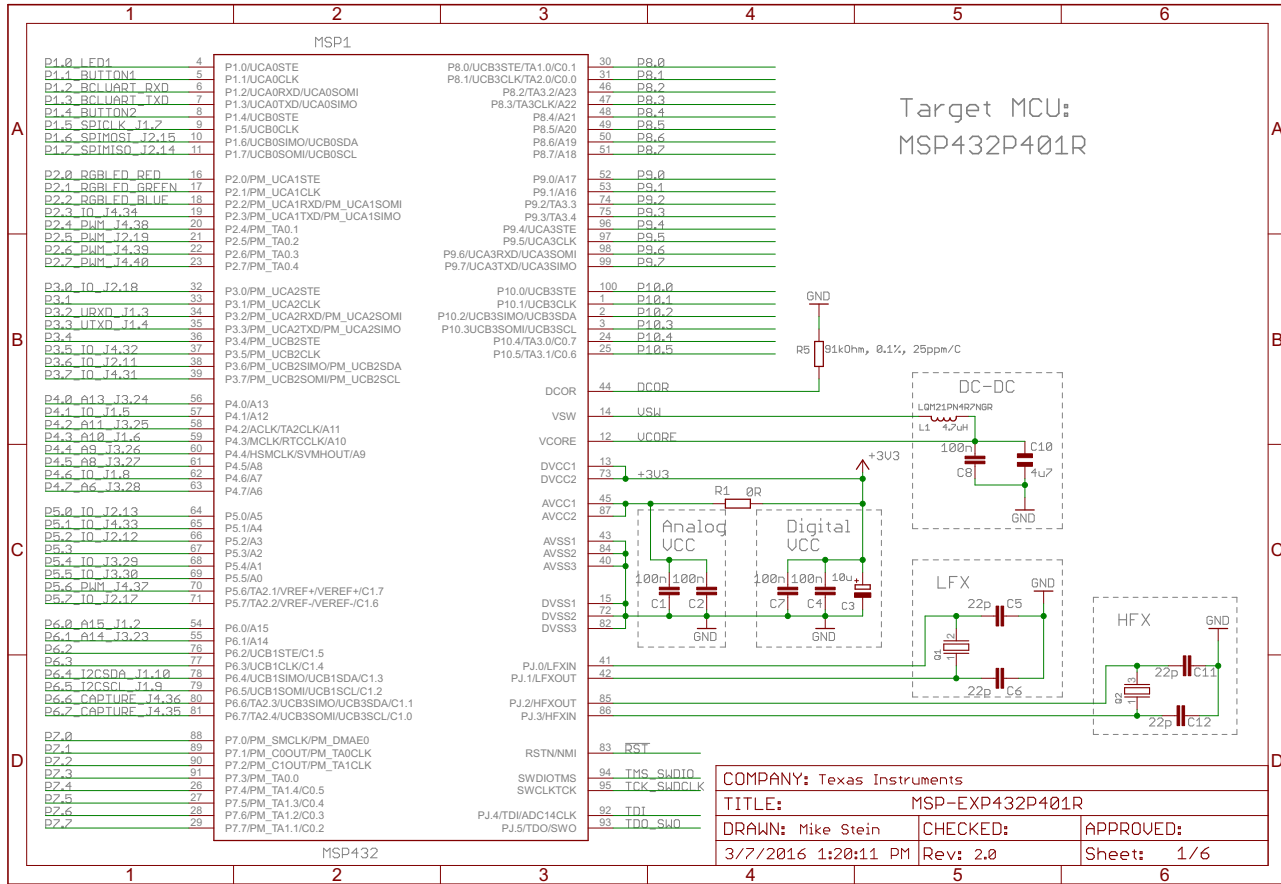 1 2 3 4 5 6
A
B
C
D
A
B
C
D
MSP1
P1.0_LED1 4 P1.0/UCA0STE
P1.1_BUTTON1 5 P1.1/UCA0CLK
P1.2_BCLUART_RXD 6 P1.2/UCA0RXD/UCA0SOMI
P1.3_BCLUART_TXD 7 P1.3/UCA0TXD/UCA0SIMO
P1.4_BUTTON2 8 P1.4/UCB0STE
P1.5_SPICLK_J1.7 9 P1.5/UCB0CLK
P1.6_SPIMOSI_J2.15 10 P1.6/UCB0SIMO/UCB0SDA
P1.7_SPIMISO_J2.14 11 P1.7/UCB0SOMI/UCB0SCL
P2.0_RGBLED_RED 16 P2.0/PM_UCA1STE
P2.1_RGBLED_GREEN 17 P2.1/PM_UCA1CLK
P2.2_RGBLED_BLUE 18 P2.2/PM_UCA1RXD/PM_UCA1SOMI
P2.3_IO_J4.34 19 P2.3/PM_UCA1TXD/PM_UCA1SIMO
P2.4_PWM_J4.38 20 P2.4/PM_TA0.1
P2.5_PWM_J2.19 21 P2.5/PM_TA0.2
P2.6_PWM_J4.39 22 P2.6/PM_TA0.3
P2.7_PWM_J4.40 23 P2.7/PM_TA0.4
P3.0_IO_J2.18 32 P3.0/PM_UCA2STE
P3.1 33 P3.1/PM_UCA2CLK
P3.2_URXD_J1.3 34 P3.2/PM_UCA2RXD/PM_UCA2SOMI
P3.3_UTXD_J1.4 35 P3.3/PM_UCA2TXD/PM_UCA2SIMO
P3.4 36 P3.4/PM_UCB2STE
P3.5_IO_J4.32 37 P3.5/PM_UCB2CLK
P3.6_IO_J2.11 38 P3.6/PM_UCB2SIMO/PM_UCB2SDA
P3.7_IO_J4.31 39 P3.7/PM_UCB2SOMI/PM_UCB2SCL
P4.0_A13_J3.24 56 P4.0/A13
P4.1_IO_J1.5 57 P4.1/A12
P4.2_A11_J3.25 58 P4.2/ACLK/TA2CLK/A11
P4.3_A10_J1.6 59 P4.3/MCLK/RTCCLK/A10
P4.4_A9_J3.26 60 P4.4/HSMCLK/SVMHOUT/A9
P4.5_A8_J3.27 61 P4.5/A8
P4.6_IO_J1.8 62 P4.6/A7
P4.7_A6_J3.28 63 P4.7/A6
P5.0_IO_J2.13 64 P5.0/A5
P5.1_IO_J4.33 65 P5.1/A4
P5.2_IO_J2.12 66 P5.2/A3
P5.3 67 P5.3/A2
P5.4_IO_J3.29 68 P5.4/A1
P5.5_IO_J3.30 69 P5.5/A0
P5.6_PWM_J4.37 70 P5.6/TA2.1/VREF+/VEREF+/C1.7
P5.7_IO_J2.17 71 P5.7/TA2.2/VREF-/VEREF-/C1.6
P6.0_A15_J1.2 54 P6.0/A15
P6.1_A14_J3.23 55 P6.1/A14
P6.2 76 P6.2/UCB1STE/C1.5
P6.3 77 P6.3/UCB1CLK/C1.4
P6.4_I2CSDA_J1.10 78 P6.4/UCB1SIMO/UCB1SDA/C1.3
P6.5_I2CSCL_J1.9 79 P6.5/UCB1SOMI/UCB1SCL/C1.2
P6.6_CAPTURE_J4.36 80 P6.6/TA2.3/UCB3SIMO/UCB3SDA/C1.1
P6.7_CAPTURE_J4.35 81 P6.7/TA2.4/UCB3SOMI/UCB3SCL/C1.0
P7.0 88 P7.0/PM_SMCLK/PM_DMAE0
P7.1 89 P7.1/PM_C0OUT/PM_TA0CLK
P7.2 90 P7.2/PM_C1OUT/PM_TA1CLK
P7.3 91 P7.3/PM_TA0.0
P7.4 26 P7.4/PM_TA1.4/C0.5
P7.5 27 P7.5/PM_TA1.3/C0.4
P7.6 28 P7.6/PM_TA1.2/C0.3
P7.7 29 P7.7/PM_TA1.1/C0.2
P8.0/UCB3STE/TA1.0/C0.1 30 P8.0
P8.1/UCB3CLK/TA2.0/C0.0 31 P8.1
P8.2/TA3.2/A23 46 P8.2
P8.3/TA3CLK/A22 47 P8.3
P8.4/A21 48 P8.4
P8.5/A20 49 P8.5
P8.6/A19 50 P8.6
P8.7/A18 51 P8.7
P9.0/A17 52 P9.0
P9.1/A16 53 P9.1
P9.2/TA3.3 74 P9.2
P9.3/TA3.4 75 P9.3
P9.4/UCA3STE 96 P9.4
P9.5/UCA3CLK 97 P9.5
P9.6/UCA3RXD/UCA3SOMI 98 P9.6
P9.7/UCA3TXD/UCA3SIMO 99 P9.7
P10.0/UCB3STE 100 P10.0
P10.1/UCB3CLK 1 P10.1
P10.2/UCB3SIMO/UCB3SDA 2 P10.2
P10.3UCB3SOMI/UCB3SCL 3 P10.3
P10.4/TA3.0/C0.7 24 P10.4
P10.5/TA3.1/C0.6 25 P10.5
DCOR 44 DCOR
VSW 14 VSW
VCORE 12 VCORE
DVCC1 13
DVCC2 73 +3V3
AVCC1 45
AVCC2 87
AVSS1 43
AVSS2 84
AVSS3 40
DVSS1 15
DVSS2 72
DVSS3 82
PJ.0/LFXIN 41
PJ.1/LFXOUT 42
PJ.2/HFXOUT 85
PJ.3/HFXIN 86
RSTN/NMI 83 RST
SWDIOTMS 94 TMS_SWDIO
SWCLKTCK 95 TCK_SWDCLK
PJ.4/TDI/ADC14CLK 92 TDI
PJ.5/TDO/SWO 93 TDO_SWO
MSP432
Target MCU:
MSP432P401R
GND
R5 91kOhm, 0.1%, 25ppm/C
DC-DC
LQM21PN4R7NGR
L1 4.7uH
100n C10
C8 4u7
GND
+3V3
R1 0R
Analog
VCC
100n 100n
C1 C2
GND
Digital
VCC
100n 100n 10u +
C7 C4 C3
GND
LFX
GND
22p C5
Q1 2
1
22p C6
HFX
GND
22p C11
Q2 3
1
22p C12
COMPANY: Texas Instruments
TITLE: MSP-EXP432P401R
DRAWN: Mike Stein CHECKED: APPROVED:
3/7/2016 1:20:11 PM Rev: 2.0 Sheet: 1/6
1 2 3 4 5 6